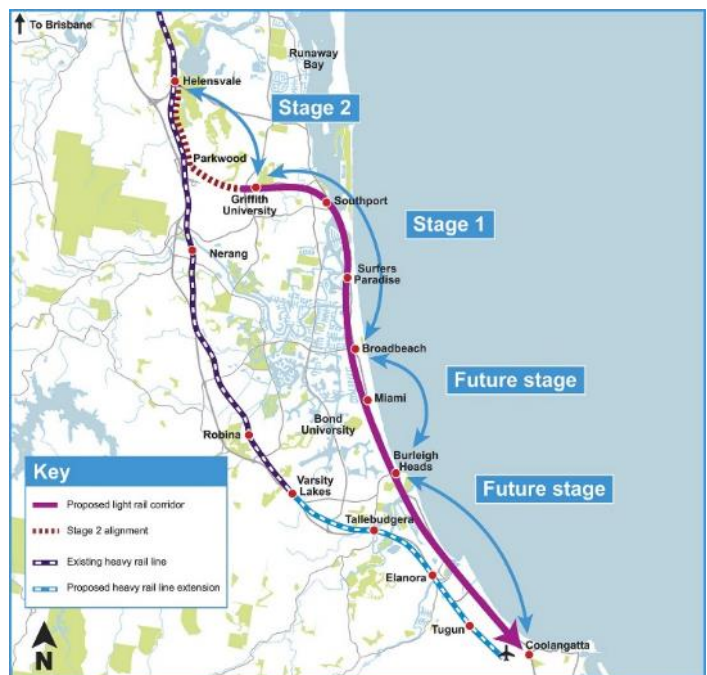 To Brisbane
Runaway
Bay
Helensvale
Stage 2
Parkwood
Griffith
University
Southport
Stage 1
Nerang
Surfers
Paradise
Broadbeach
Future stage
Miami
Bond
University
Robina
Burleigh
Heads
Key
Varsity
Lakes
Future stage
Proposed light rail corridor
Stage 2 alignment
Tallebudgera
Existing heavy rail line
Proposed heavy rail line extension
Elanora
Tugun
Coolangatta
N